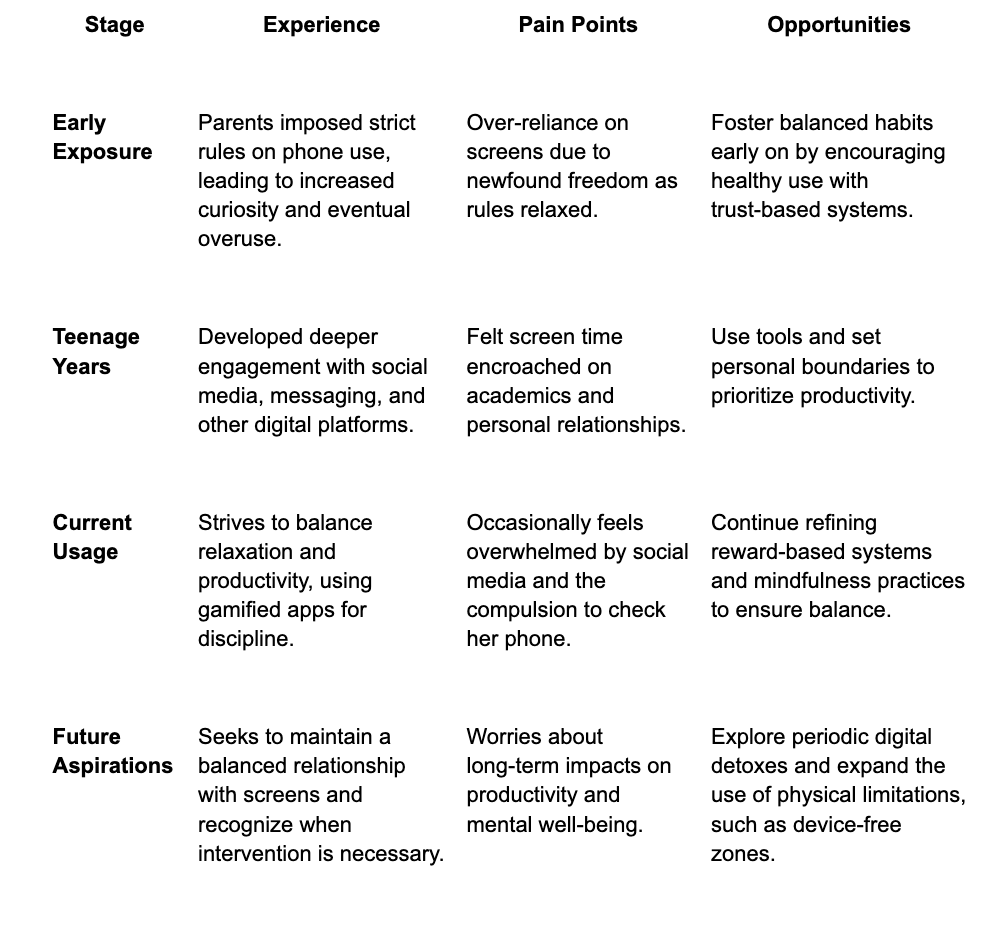 Stage Experience Pain Points Opportunities
Early Exposure
Parents imposed strict
rules on phone use,
leading to increased
curiosity and eventual
overuse.
Over-reliance on
screens due to
newfound freedom as
rules relaxed.
Foster balanced habits
early on by encouraging
healthy use with
trust-based systems.
Teenage
Years
Developed deeper
engagement with social
media, messaging, and
other digital platforms.
Felt screen time
encroached on
academics and
personal relationships.
Use tools and set
personal boundaries to
prioritize productivity.
Current
Usage
Strives to balance
relaxation and
productivity, using
gamified apps for
discipline.
Occasionally feels
overwhelmed by social
media and the
compulsion to check
her phone.
Continue refining
reward-based systems
and mindfulness practices
to ensure balance.
Future
Aspirations
Seeks to maintain a
balanced relationship
with screens and
recognize when
intervention is necessary.
Worries about
long-term impacts on
productivity and
mental well-being.
Explore periodic digital
detoxes and expand the
use of physical limitations,
such as device-free
zones.